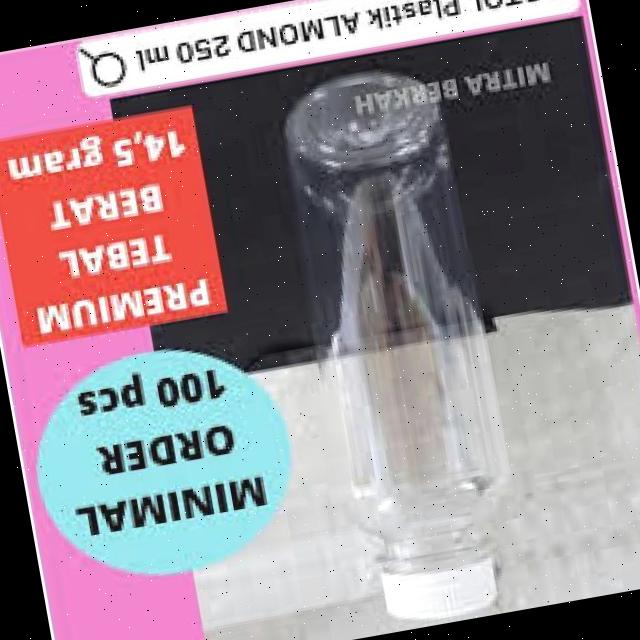 MINIMAL
ORDER
100 pcs
PREMIUM
TEBAL
BERAT
14,5 gram
MITRA BERKAH
Plastik ALMOND 250 ml